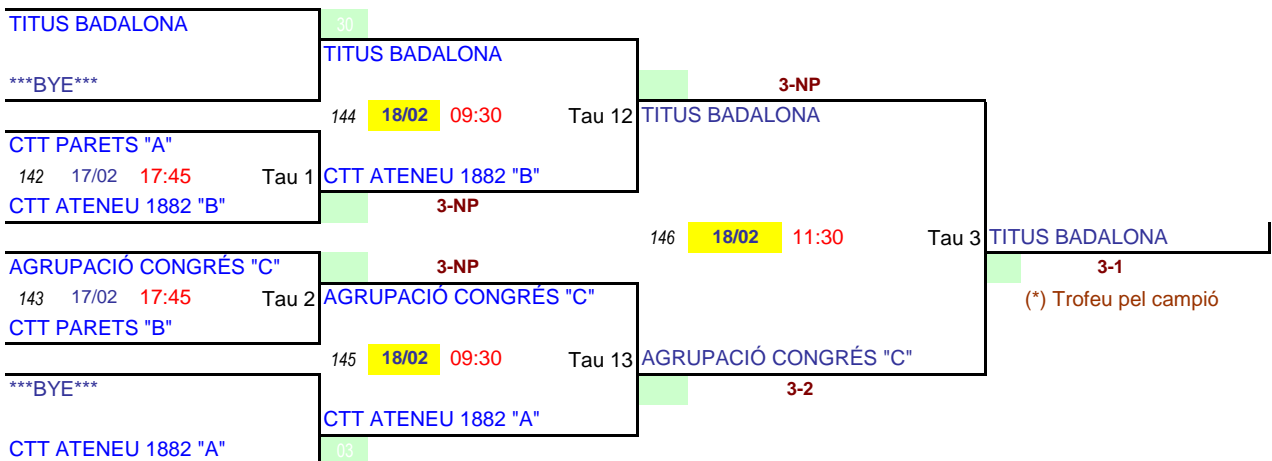 TITUS BADALONA
30
TITUS BADALONA
***BYE***
3-NP
144 18/02 09:30 Tau 12 TITUS BADALONA
CTT PARETS "A"
142 17/02 17:45 Tau 1 CTT ATENEU 1882 "B"
CTT ATENEU 1882 "B"
3-NP
146 18/02 11:30 Tau 3 TITUS BADALONA
AGRUPACIÓ CONGRÉS "C"
3-NP
3-1
143 17/02 17:45 Tau 2 AGRUPACIÓ CONGRÉS "C"
(*) Trofeu pel campió
CTT PARETS "B"
145 18/02 09:30 Tau 13 AGRUPACIÓ CONGRÉS "C"
***BYE***
3-2
CTT ATENEU 1882 "A"
CTT ATENEU 1882 "A"
03